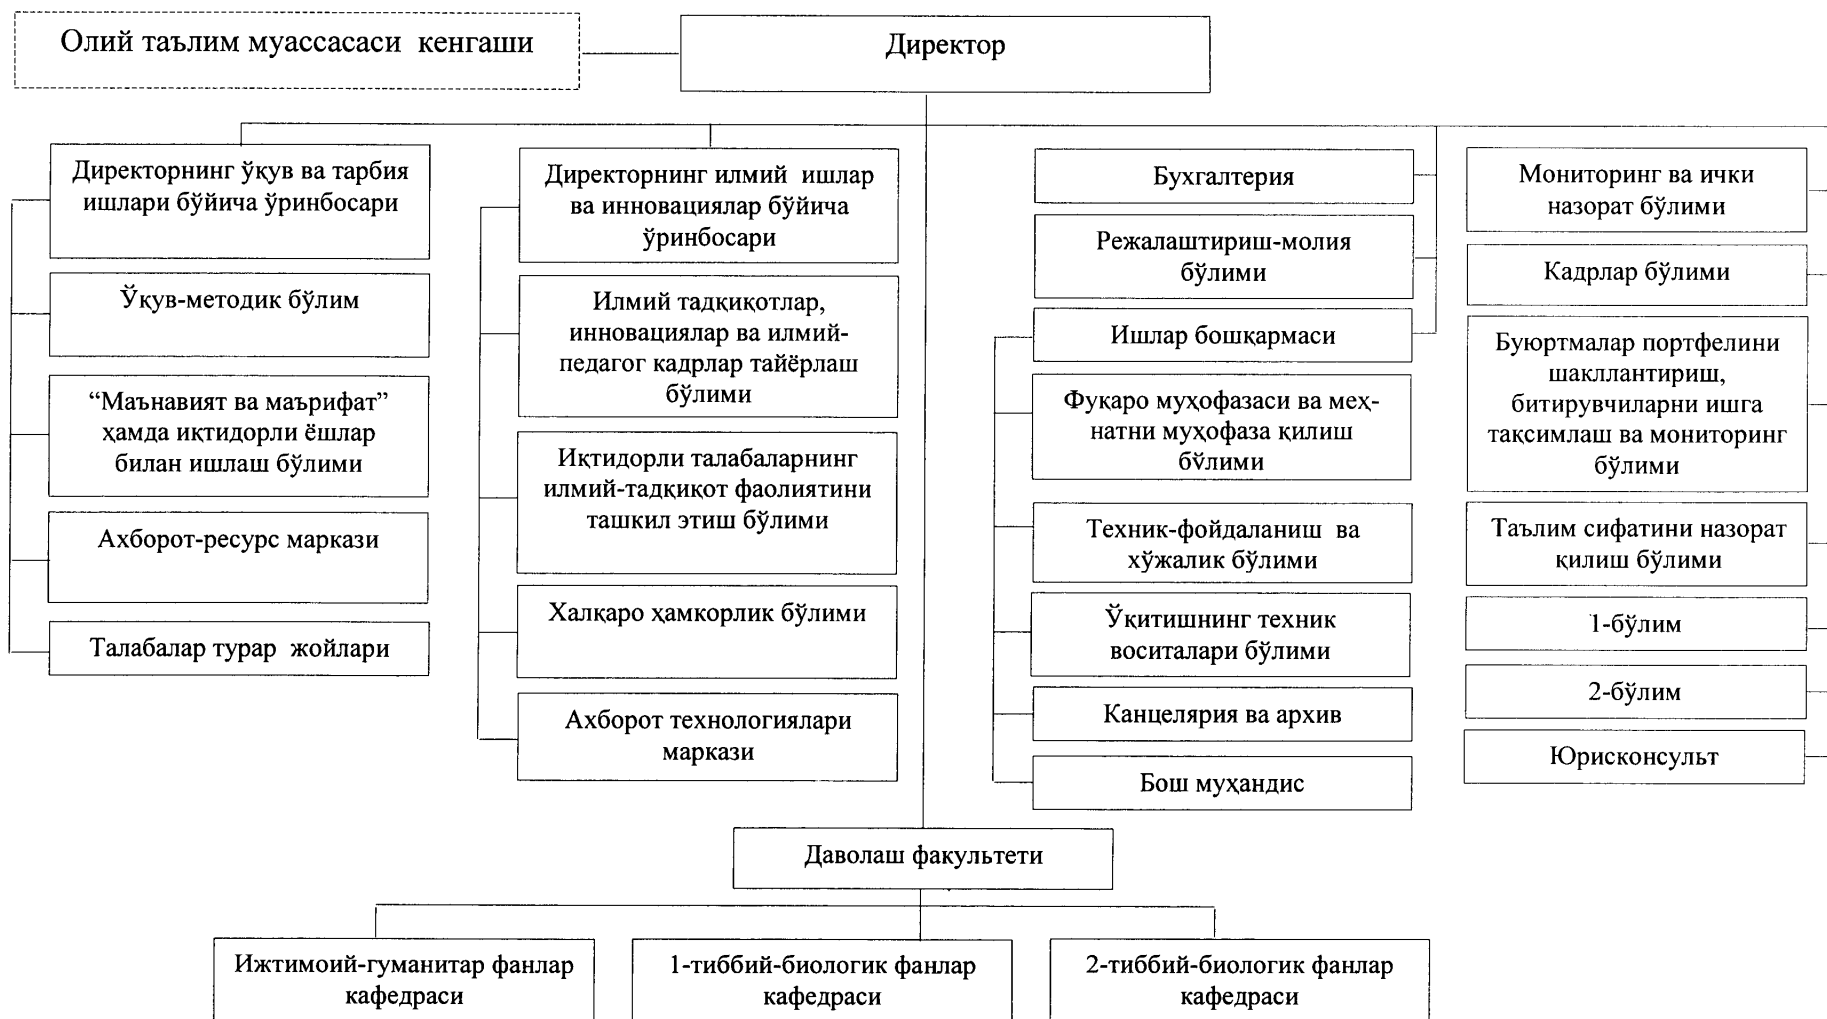 Олий таълим муассасаси кенгаши
Директор
Директорнинг ўқув ва тарбия
ишлари бўйича ўринбосари
Ўқув-методик бўлим
“Маънавият ва маърифат”
ҳамда иқтидорли ёшлар
билан ишлаш бўлими
Ахборот-ресурс маркази
Талабалар турар жойлари
Директорнинг илмий ишлар
ва инновациялар бўйича
ўринбосари
Илмий тадқиқотлар,
инновациялар ва илмий-
педагог кадрлар тайёрлаш
бўлими
Иқтидорли талабаларнинг
илмий-тадқиқот фаолиятини
ташкил этиш бўлими
Халқаро ҳамкорлик бўлими
Ахборот технологиялари
маркази
Бухгалтерия
Режалаштириш-молия
бўлими
Ишлар бошқармаси
Фуқаро муҳофазаси ва меҳ-
натни муҳофаза қилиш
бўлими
Техник-фойдаланиш ва
хўжалик бўлими
Ўқитишнинг техник
воситалари бўлими
Канцелярия ва архив
Бош муҳандис
Мониторинг ва ички
назорат бўлими
Кадрлар бўлими
Буюртмалар портфелини
шакллантириш,
битирувчиларни ишга
тақсимлаш ва мониторинг
бўлими
Таълим сифатини назорат
қилиш бўлими
1-бўлим
2-бўлим
Юрисконсульт
Даволаш факультети
Ижтимоий-гуманитар фанлар
кафедраси
1-тиббий-биологик фанлар
кафедраси
2-тиббий-биологик фанлар
кафедраси